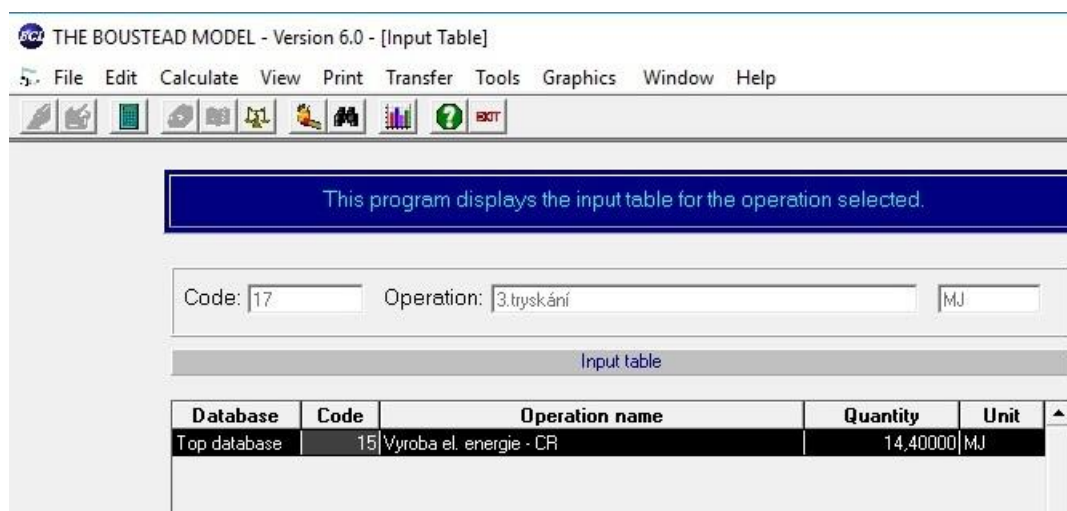 BCL THE BOUSTEAD MODEL - Version 6.0 - [Input Table]
File Edit Calculate View Print Transfer Tools Graphics Window Help
EXIT
This program displays the input table for the operation selected.
Code: 17 Operation: 3.tryskání MJ
Input table
Database Code Operation name Quantity Unit
Top database 15 Vyroba el. energie - CR 14,40000 MJ